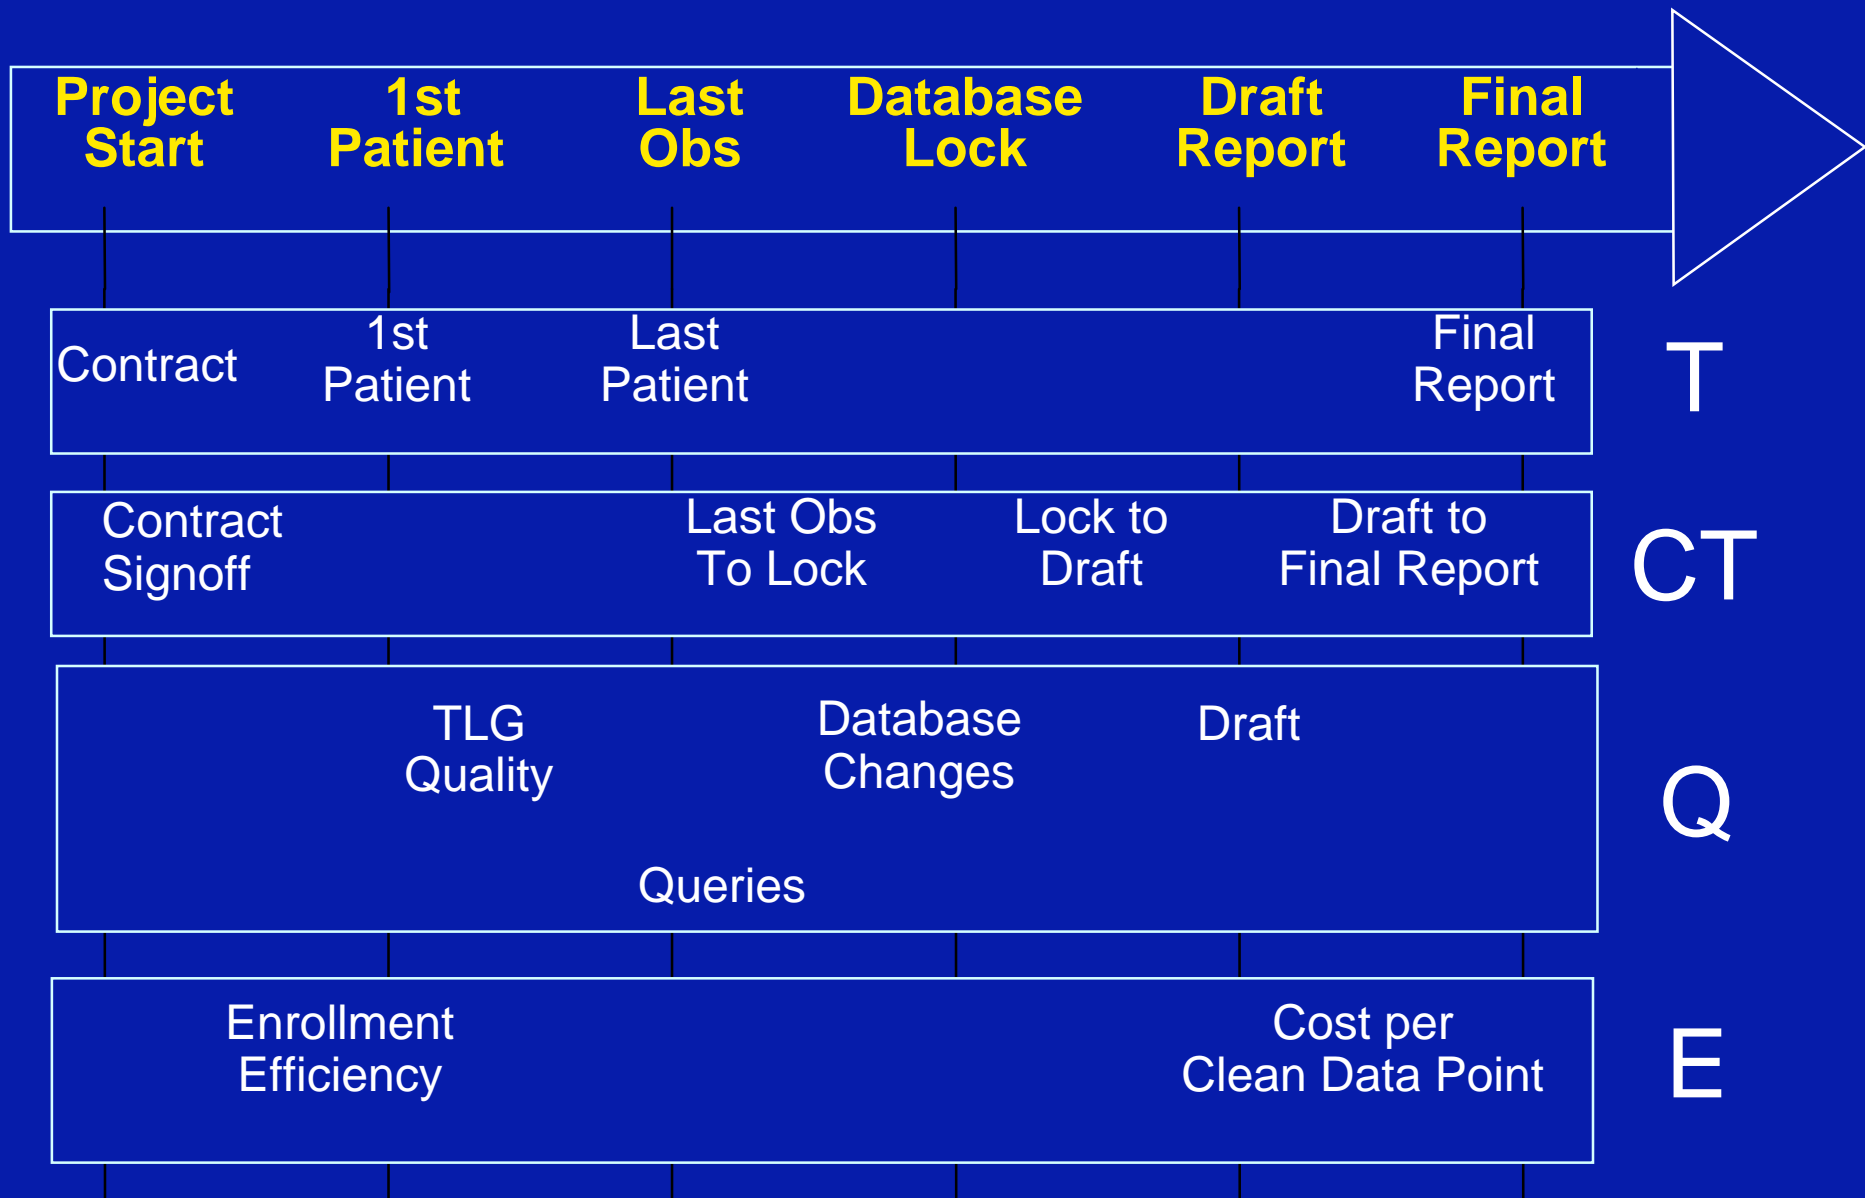 Project Start
1st Patient
Last Obs
Database Lock
Draft Report
Final Report
Contract
1st Patient
Last Patient
Final Report
T
Contract Signoff
Last Obs To Lock
Lock to Draft
Draft to Final Report
CT
TLG Quality
Database Changes
Draft
Queries
Q
Enrollment Efficiency
Cost per Clean Data Point
E